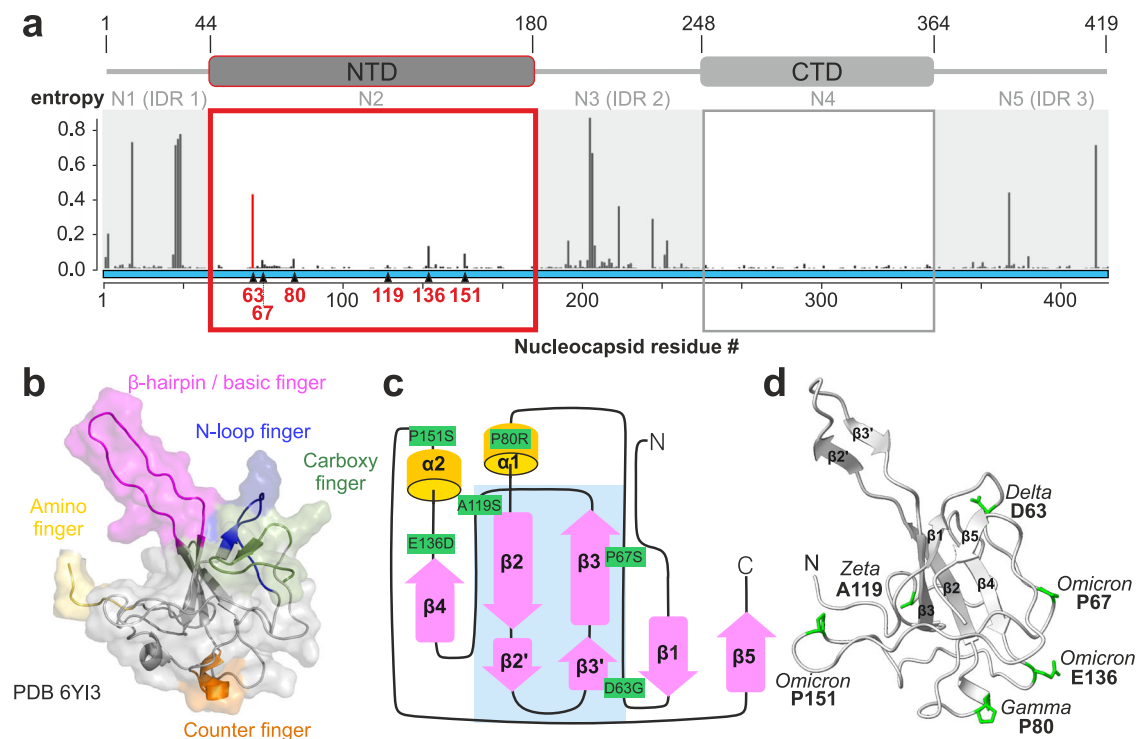 a
1 44 180 248 364 419
NTD CTD
entropy N1 (IDR 1) N2 N3 (IDR 2) N4 N5 (IDR 3)
0.8
0.6
0.4
0.2
0.0
1 63 67 80 100 119 136 151 200 300 400
Nucleocapsid residue #
b
β-hairpin / basic finger
N-loop finger
Carboxy
finger
Amino
finger
PDB 6YI3
Counter finger
c
P151S P80R N
α2 α1
A119S
E136D P67S
β2 β3 C
β4
β1 β5
β2' β3'
D63G
d
β3'
β2'
Delta
D63
β1 β5
N Zeta
A119
β2 β4
β3
Omicron
P67
Omicron
P151
Omicron
E136
Gamma
P80